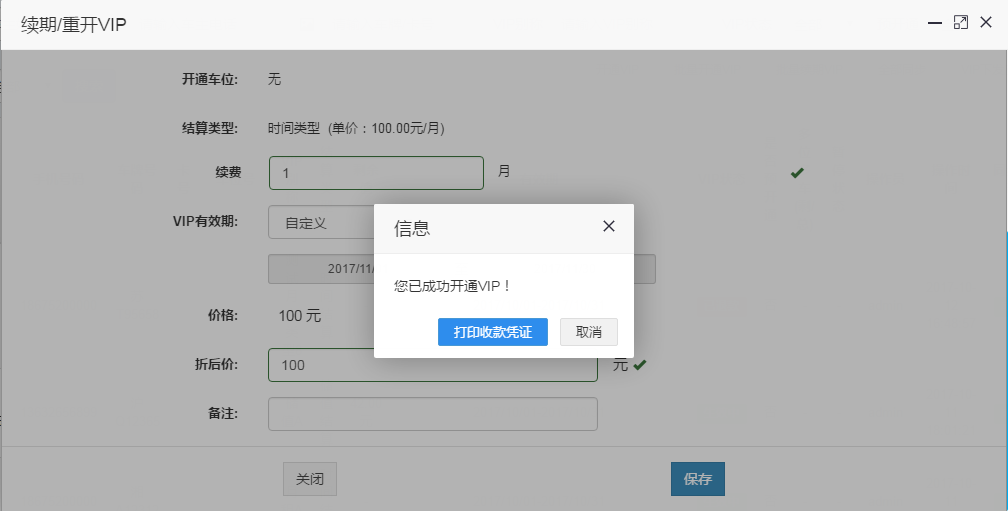 续期/重开VIP
开通车位: 无
结算类型: 时间类型 (单价：100.00元/月)
续费 1 月
VIP有效期: 自定义
2017/11/
信息
您已成功开通VIP！
打印收款凭证 取消
价格: 100 元
折后价: 100 元
备注:
关闭 保存